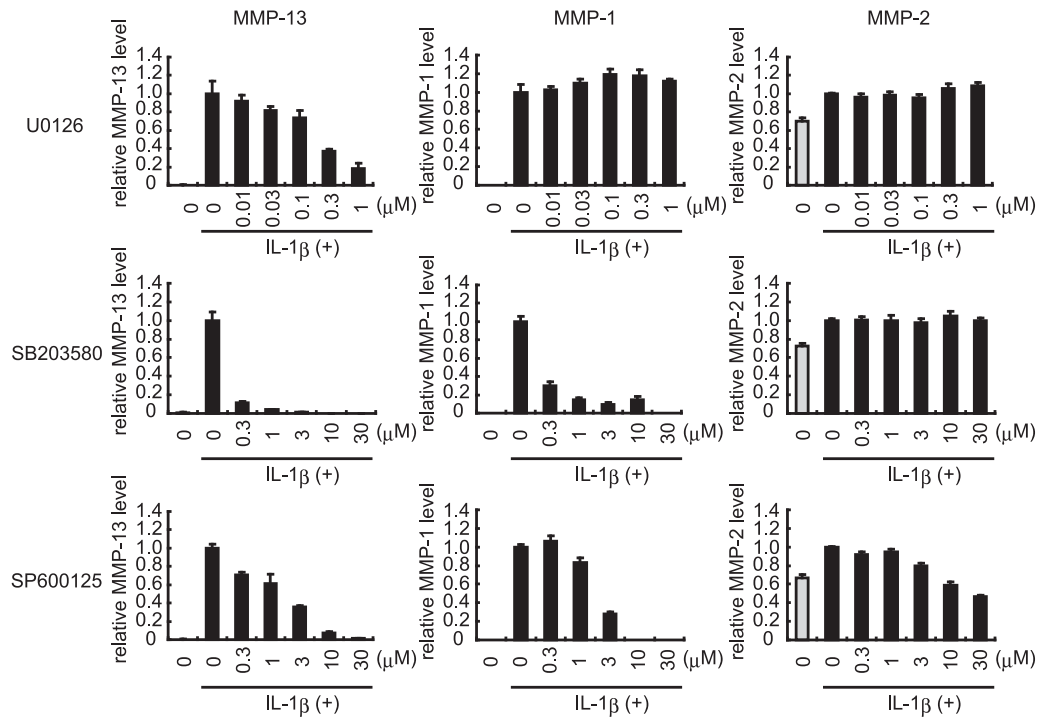 MMP-13 MMP-1 MMP-2
U0126
relative MMP-13 level
1.4
1.2
1.0
0.8
0.6
0.4
0.2
0
0 0 0.01 0.03 0.1 0.3 1 (μM)
IL-1β (+)
relative MMP-1 level
1.4
1.2
1.0
0.8
0.6
0.4
0.2
0
0 0 0.01 0.03 0.1 0.3 1 (μM)
IL-1β (+)
relative MMP-2 level
1.4
1.2
1.0
0.8
0.6
0.4
0.2
0
0 0 0.01 0.03 0.1 0.3 1 (μM)
IL-1β (+)
SB203580
relative MMP-13 level
1.4
1.2
1.0
0.8
0.6
0.4
0.2
0
0 0 0.3 1 3 10 30 (μM)
IL-1β (+)
relative MMP-1 level
1.4
1.2
1.0
0.8
0.6
0.4
0.2
0
0 0 0.3 1 3 10 30 (μM)
IL-1β (+)
relative MMP-2 level
1.4
1.2
1.0
0.8
0.6
0.4
0.2
0
0 0 0.3 1 3 10 30 (μM)
IL-1β (+)
SP600125
relative MMP-13 level
1.4
1.2
1.0
0.8
0.6
0.4
0.2
0
0 0 0.3 1 3 10 30 (μM)
IL-1β (+)
relative MMP-1 level
1.4
1.2
1.0
0.8
0.6
0.4
0.2
0
0 0 0.3 1 3 10 30 (μM)
IL-1β (+)
relative MMP-2 level
1.4
1.2
1.0
0.8
0.6
0.4
0.2
0
0 0 0.3 1 3 10 30 (μM)
IL-1β (+)